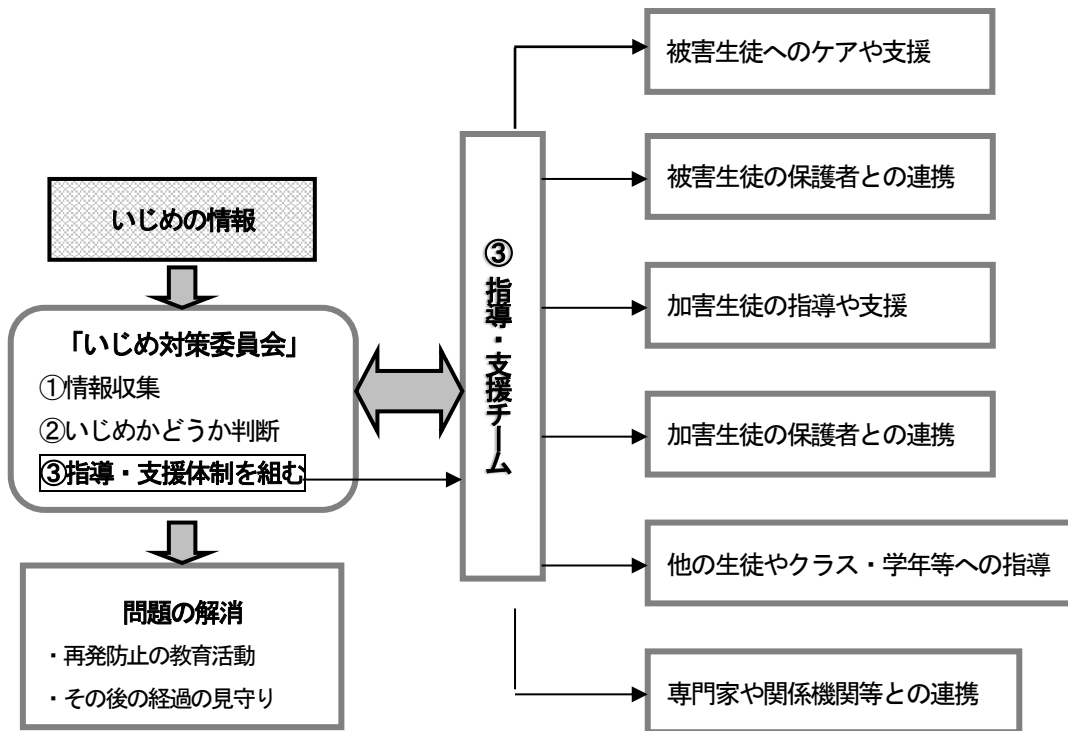 いじめの情報
「いじめ対策委員会」
①情報収集
②いじめかどうか判断
③指導・支援体制を組む
問題の解消
・再発防止の教育活動
・その後の経過の見守り
③指導・支援チーム
被害生徒へのケアや支援
被害生徒の保護者との連携
加害生徒の指導や支援
加害生徒の保護者との連携
他の生徒やクラス・学年等への指導
専門家や関係機関等との連携